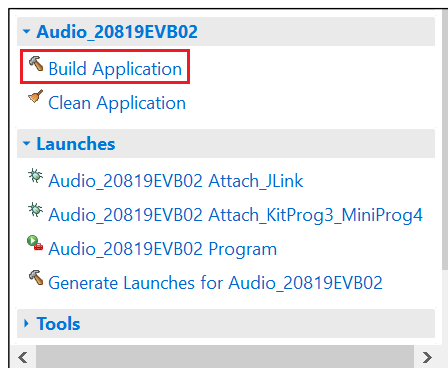 Audio_20819EVB02
Build Application
Clean Application
Launches
Audio_20819EVB02 Attach_JLink
Audio_20819EVB02 Attach_KitProg3_MiniProg4
Audio_20819EVB02 Program
Generate Launches for Audio_20819EVB02
Tools